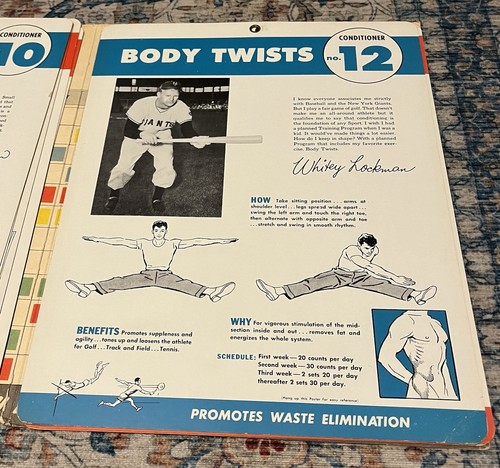 CONDITIONER
10
Small
BODY TWISTS
CONDITIONER
no. 12
I know everyone associates me strictly
with Baseball and the New York Giants.
But I play a fair game of golf. That doesn't
make me an all-around athlete but it
qualifies me to say that conditioning is
the foundation of any Sport. I wish I had
a planned Training Program when I was a
kid. It would've made things a lot easier.
How do I keep in shape? With a planned
Program that includes my favorite exer-
cise, Body Twists.
Whitey Lockman
IANTS
HOW Take sitting position . . . arms at
shoulder level . . . legs spread wide apart . . .
swing the left arm and touch the right toe,
then alternate with opposite arm and toe
. . . stretch and swing in smooth rhythm.
BENEFITS Promotes suppleness and
agility . . . tones up and loosens the athlete
for Golf . . . Track and Field . . . Tennis.
WHY For vigorous stimulation of the mid-
section inside and out . . . removes fat and
energizes the whole system.
SCHEDULE: First week — 20 counts per day
Second week — 30 counts per day
Third week — 2 sets 20 per day
thereafter 2 sets 30 per day.
(Hang up this Poster for easy reference)
PROMOTES WASTE ELIMINATION